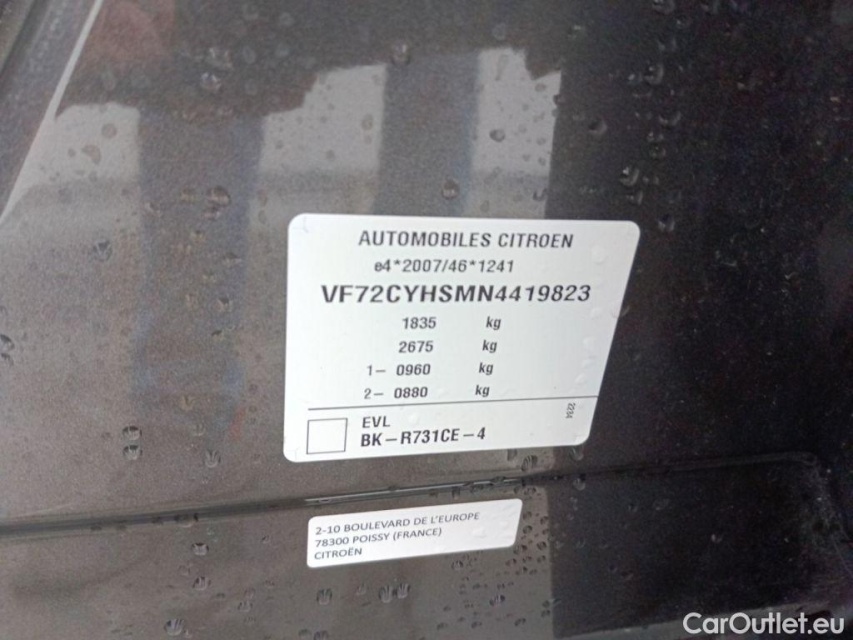 AUTOMOBILES CITROEN
e4*2007/46*1241
VF72CYHSMN4419823
1835 kg
2675 kg
1- 0960 kg
2- 0880 kg
2234
EVL
BK-R731CE-4
2-10 BOULEVARD DE L'EUROPE
78300 POISSY (FRANCE)
CITROËN
CarOutlet.eu